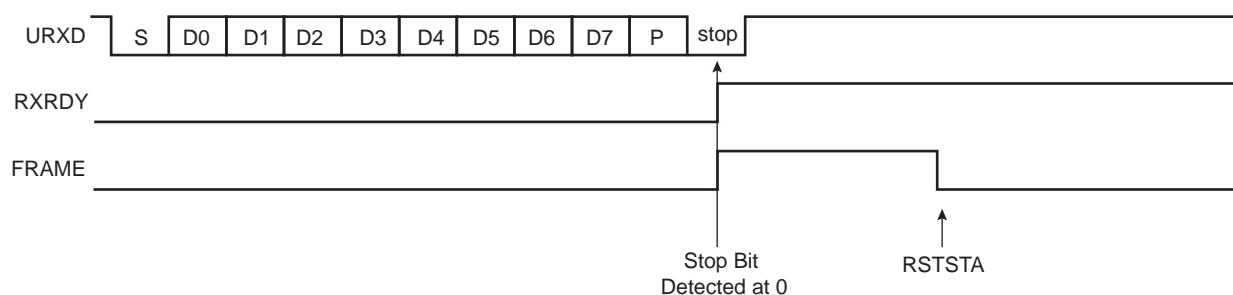 URXD S D0 D1 D2 D3 D4 D5 D6 D7 P stop
RXRDY
FRAME
Stop Bit
Detected at 0
RSTSTA